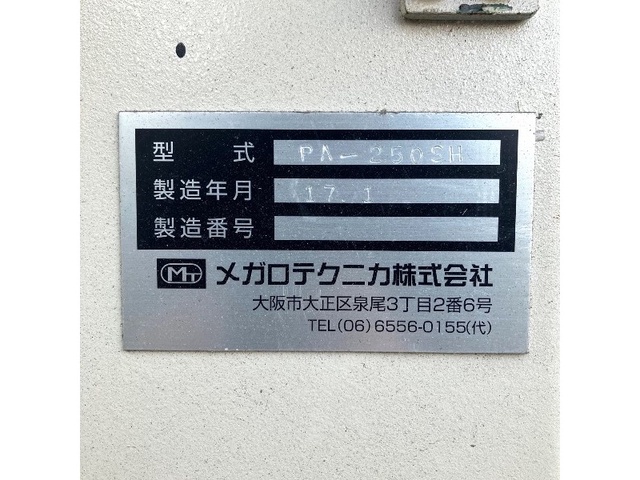 型式 PA-250SH
製造年月 17.1
製造番号
MT メガロテクニカ株式会社
大阪市大正区泉尾3丁目2番6号
TEL(06)6556-0155(代)